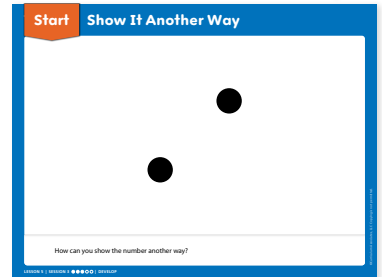 Start
Show It Another Way
How can you show the number another way?
LESSON 5 | SESSION 3 ●●●○○ | DEVELOP